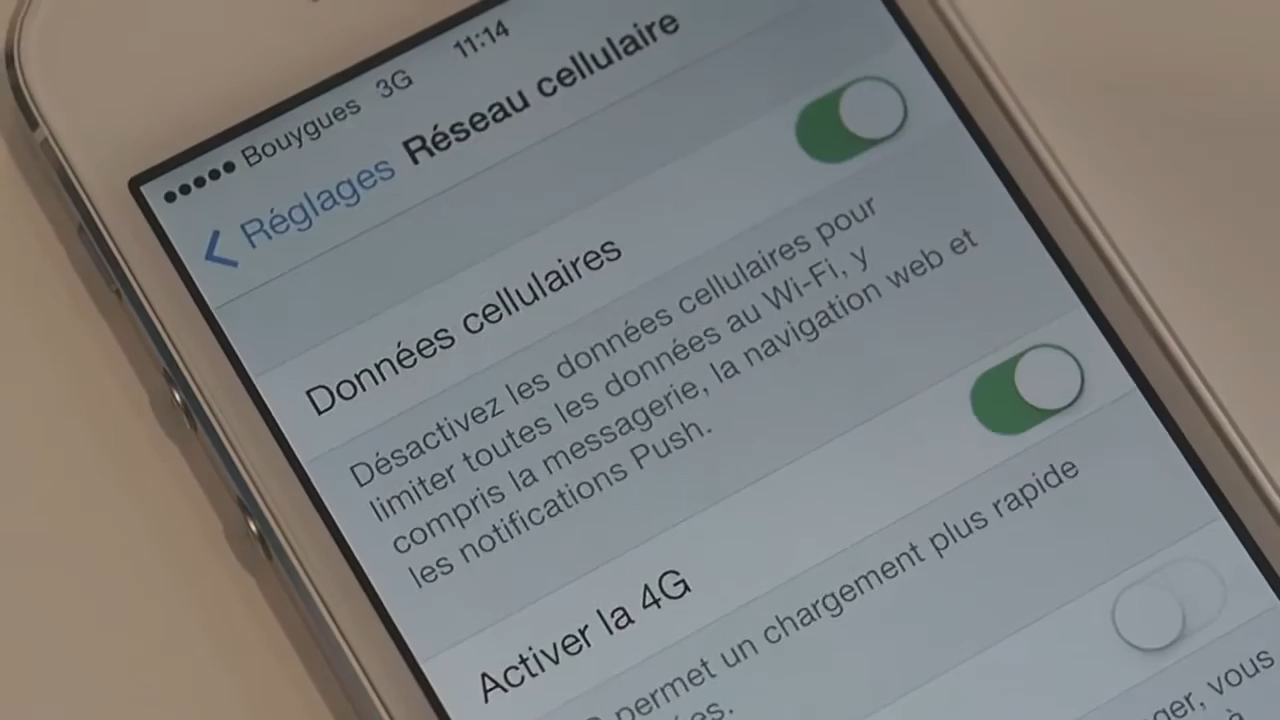 Bouygues 3G 11:14
Réglages Réseau cellulaire
Données cellulaires
Désactivez les données cellulaires pour
limiter toutes les données au Wi-Fi, y
compris la messagerie, la navigation web et
les notifications Push.
Activer la 4G
permet un chargement plus rapide
vous
à